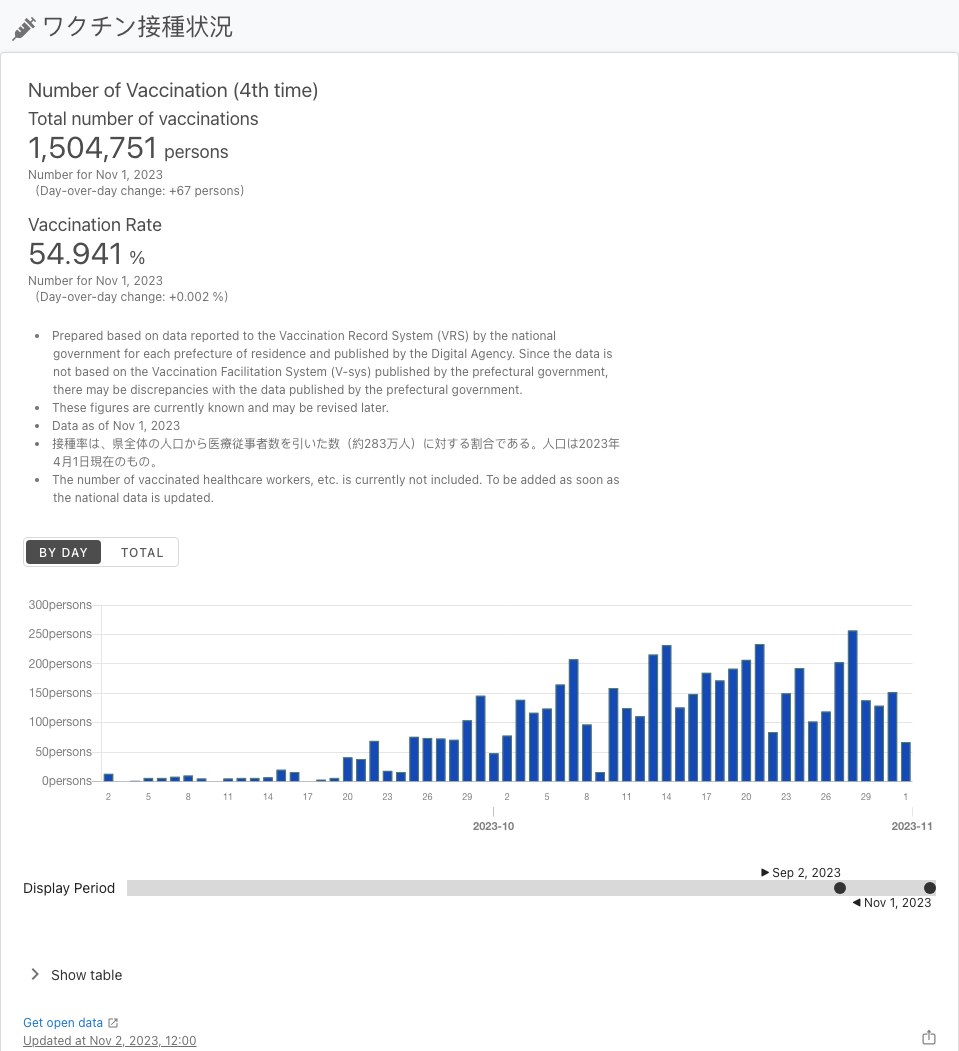 ワクチン接種状況
Number of Vaccination (4th time)
Total number of vaccinations
1,504,751 persons
Number for Nov 1, 2023
(Day-over-day change: +67 persons)
Vaccination Rate
54.941 %
Number for Nov 1, 2023
(Day-over-day change: +0.002 %)
• Prepared based on data reported to the Vaccination Record System (VRS) by the national
government for each prefecture of residence and published by the Digital Agency. Since the data is
not based on the Vaccination Facilitation System (V-sys) published by the prefectural government,
there may be discrepancies with the data published by the prefectural government.
• These figures are currently known and may be revised later.
• Data as of Nov 1, 2023
• 接種率は、県全体の人口から医療従事者数を引いた数（約283万人）に対する割合である。人口は2023年
4月1日現在のもの。
• The number of vaccinated healthcare workers, etc. is currently not included. To be added as soon as
the national data is updated.
BY DAY TOTAL
300persons
250persons
200persons
150persons
100persons
50persons
0persons
2 5 8 11 14 17 20 23 26 29 2 5 8 11 14 17 20 23 26 29 1
2023-10 2023-11
Sep 2, 2023
Display Period
Nov 1, 2023
Show table
Get open data
Updated at Nov 2, 2023, 12:00